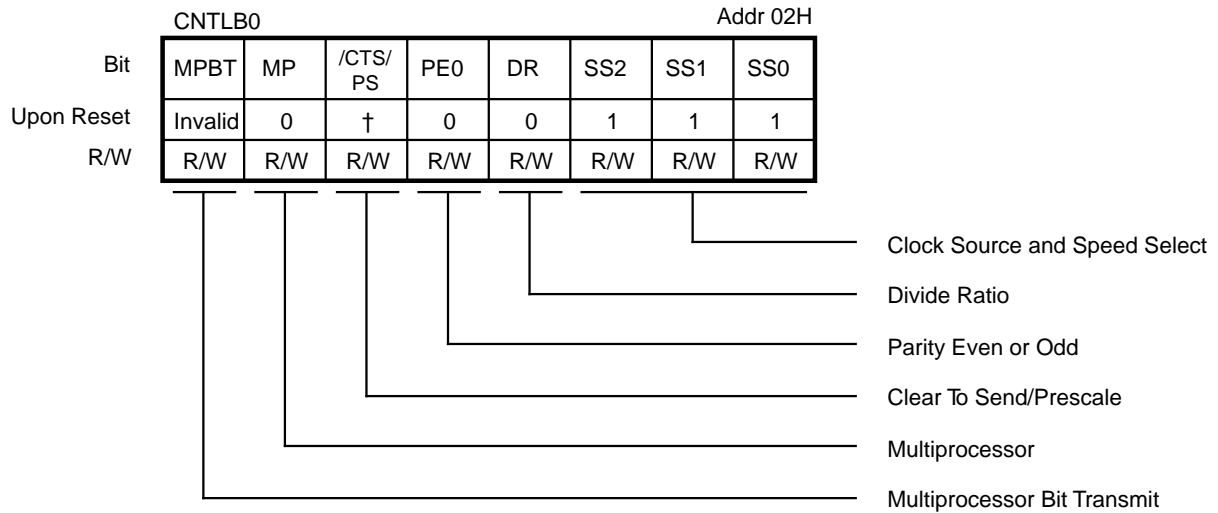 CNTLB0 Addr 02H
Bit MPBT MP /CTS/ PS PE0 DR SS2 SS1 SS0
Upon Reset Invalid 0 † 0 0 1 1 1
R/W R/W R/W R/W R/W R/W R/W R/W R/W
Clock Source and Speed Select
Divide Ratio
Parity Even or Odd
Clear To Send/Prescale
Multiprocessor
Multiprocessor Bit Transmit